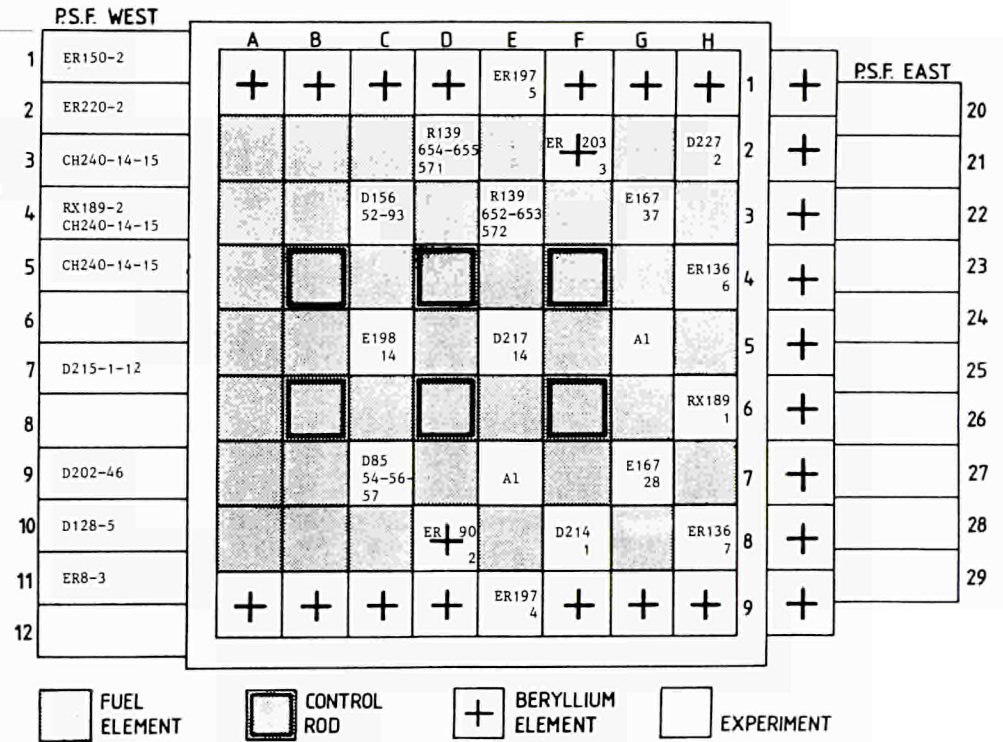 P.S.F. WEST
1 ER150-2
2 ER220-2
3 CH240-14-15
4 RX189-2
CH240-14-15
5 CH240-14-15
6
7 D215-1-12
8
9 D202-46
10 D128-5
11 ER8-3
12
A B C D E F G H
ER197
5
1
R139
654-655
571
ER 203
3
D227
2
2
D156
52-93
R139
652-653
572
E167
37
3
ER136
6
4
E198
14
D217
14
Al
5
RX189
1
6
D85
54-56-
57
Al
E167
28
7
ER 90
2
D214
1
ER136
7
8
ER197
4
9
P.S.F. EAST
20
21
22
23
24
25
26
27
28
29
FUEL
ELEMENT
CONTROL
ROD
BERYLLIUM
ELEMENT
EXPERIMENT